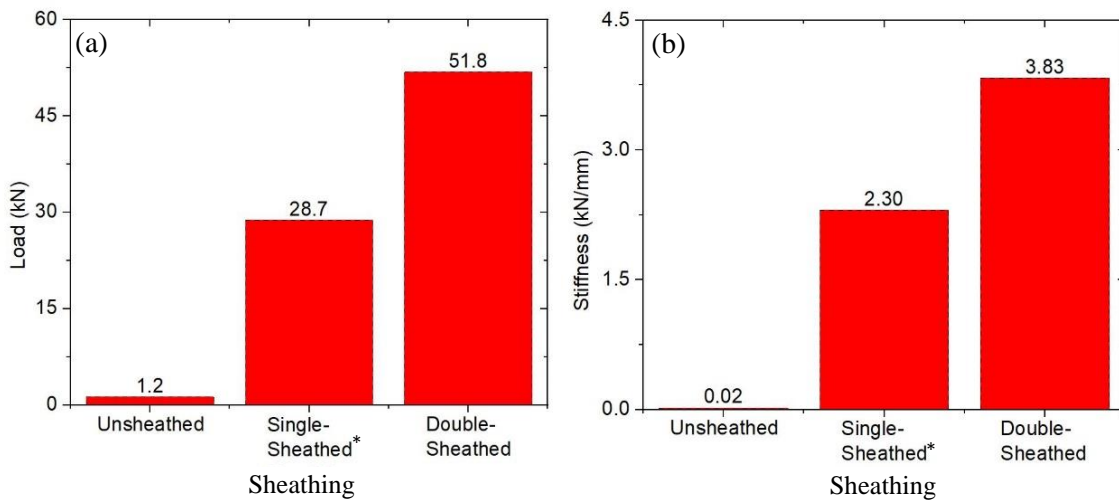 (a)
60
45
30
15
0
Load (kN)
1.2
28.7
51.8
Unsheathed
Single-
Sheathed*
Double-
Sheathed
Sheathing
(b)
4.5
3.0
1.5
0.0
Stiffness (kN/mm)
0.02
2.30
3.83
Unsheathed
Single-
Sheathed*
Double-
Sheathed
Sheathing